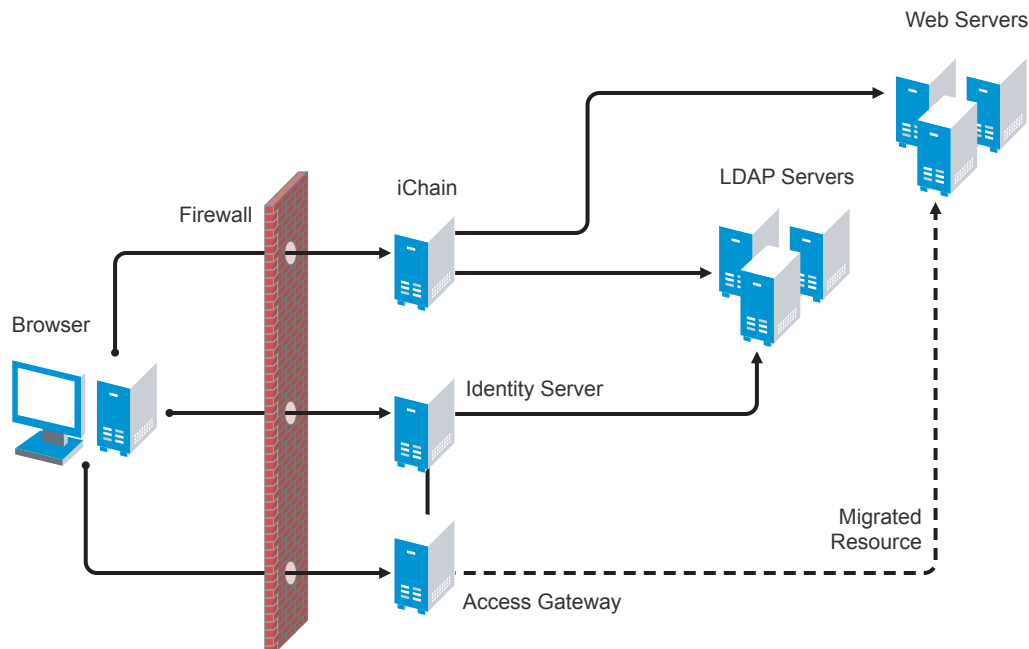 Web Servers
iChain
LDAP Servers
Firewall
Browser
Identity Server
Migrated
Resource
Access Gateway